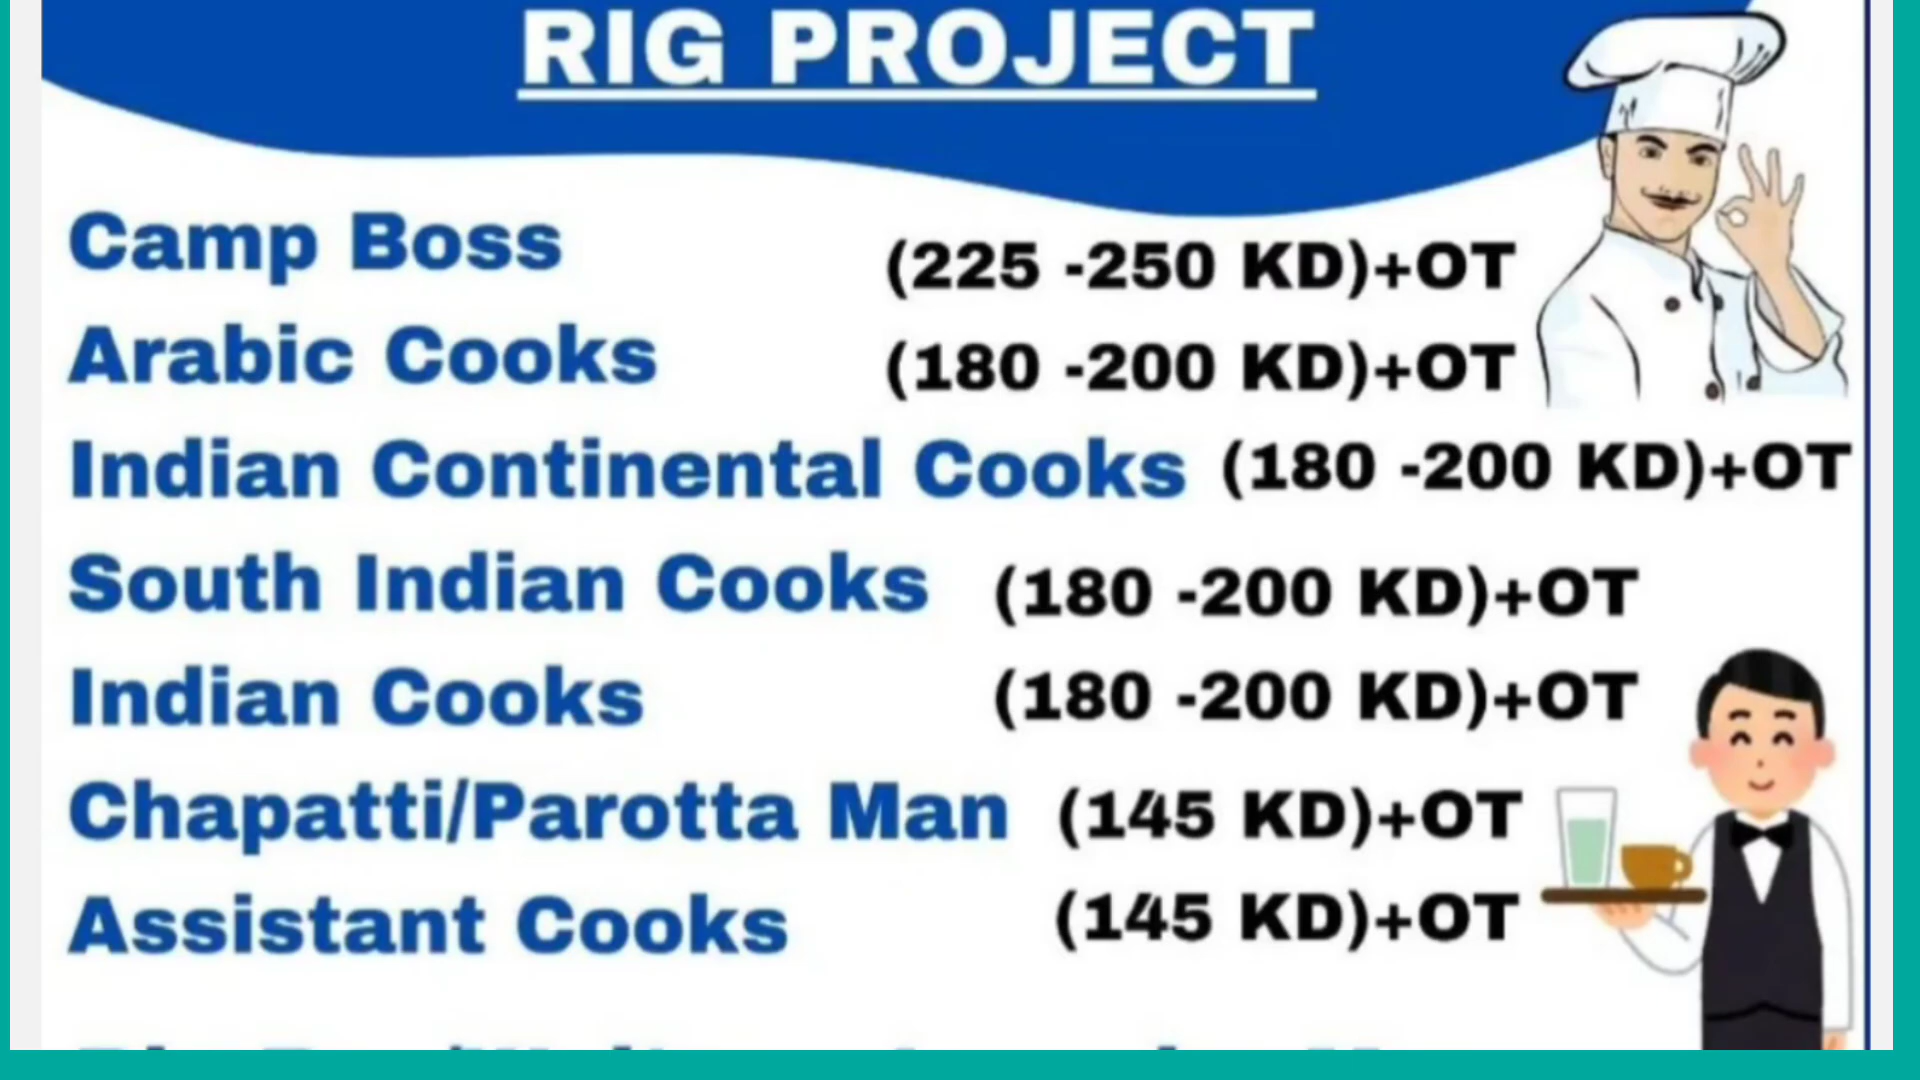 RIG PROJECT
Camp Boss (225 -250 KD)+OT
Arabic Cooks (180 -200 KD)+OT
Indian Continental Cooks (180 -200 KD)+OT
South Indian Cooks (180 -200 KD)+OT
Indian Cooks (180 -200 KD)+OT
Chapatti/Parotta Man (145 KD)+OT
Assistant Cooks (145 KD)+OT